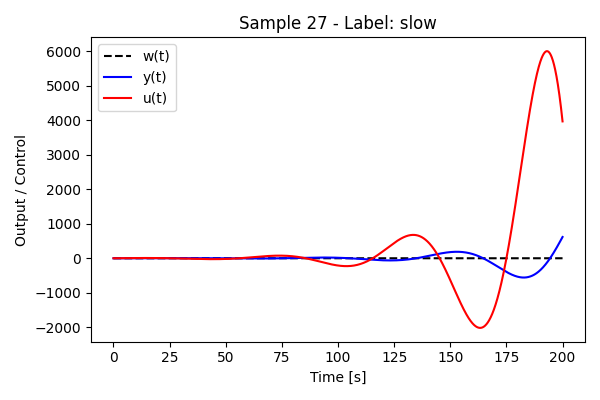 Sample 27 - Label: slow
w(t)
y(t)
u(t)
Output / Control
6000
5000
4000
3000
2000
1000
0
−1000
−2000
0 25 50 75 100 125 150 175 200
Time [s]